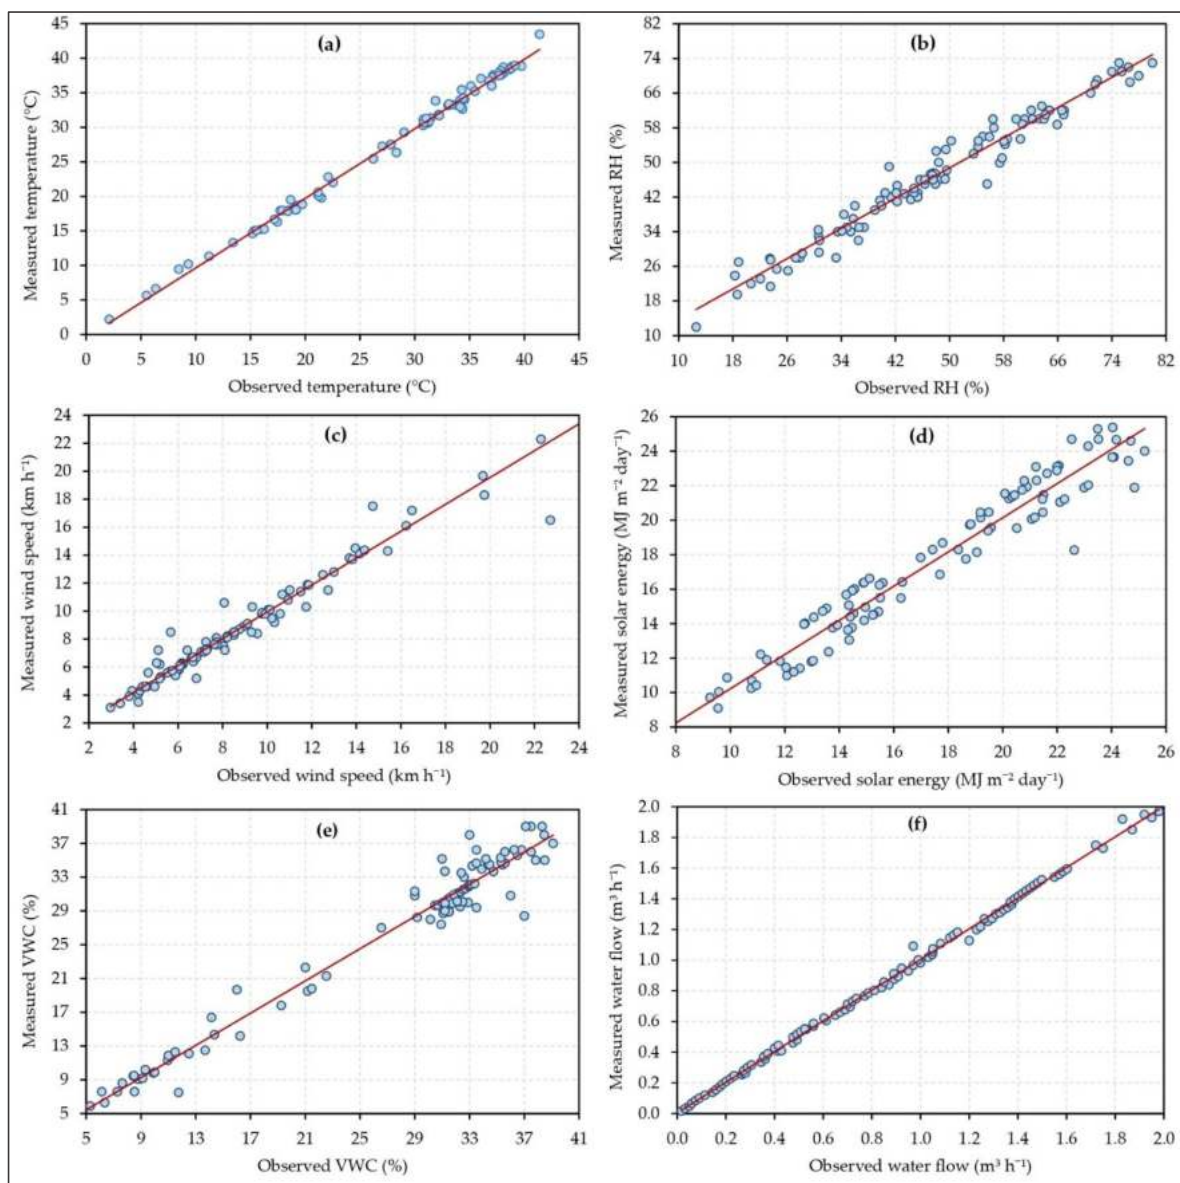 (a)
Measured temperature (°C)
45
40
35
30
25
20
15
10
5
0
0 5 10 15 20 25 30 35 40 45
Observed temperature (°C)
(b)
Measured RH (%)
82
74
66
58
50
42
34
26
18
10
10 18 26 34 42 50 58 66 74 82
Observed RH (%)
(c)
Measured wind speed (km h⁻¹)
24
22
20
18
16
14
12
10
8
6
4
2
2 4 6 8 10 12 14 16 18 20 22 24
Observed wind speed (km h⁻¹)
(d)
Measured solar energy (MJ m⁻² day⁻¹)
26
24
22
20
18
16
14
12
10
8
8 10 12 14 16 18 20 22 24 26
Observed solar energy (MJ m⁻² day⁻¹)
(e)
Measured VWC (%)
41
37
33
29
25
21
17
13
9
5
5 9 13 17 21 25 29 33 37 41
Observed VWC (%)
(f)
Measured water flow (m³ h⁻¹)
2.0
1.8
1.6
1.4
1.2
1.0
0.8
0.6
0.4
0.2
0.0
0.0 0.2 0.4 0.6 0.8 1.0 1.2 1.4 1.6 1.8 2.0
Observed water flow (m³ h⁻¹)